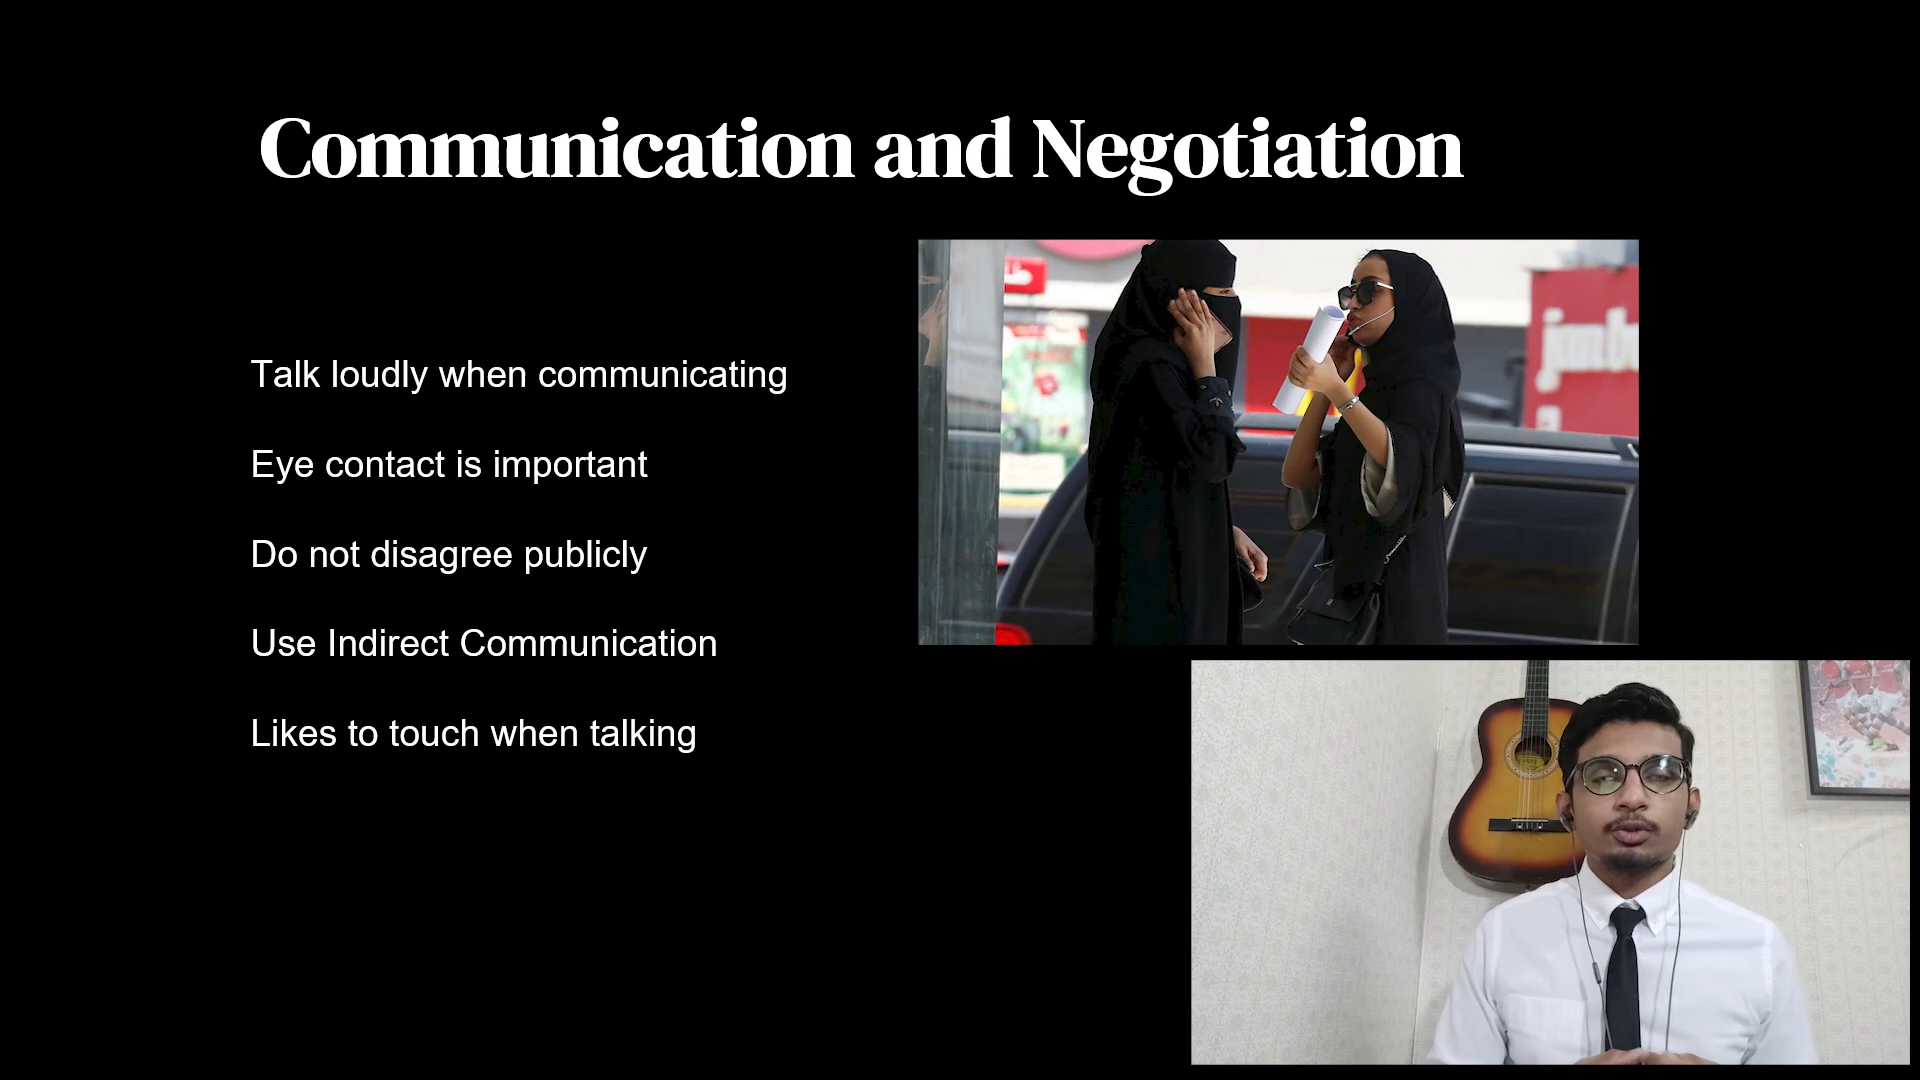 Communication and Negotiation
Talk loudly when communicating
Eye contact is important
Do not disagree publicly
Use Indirect Communication
Likes to touch when talking